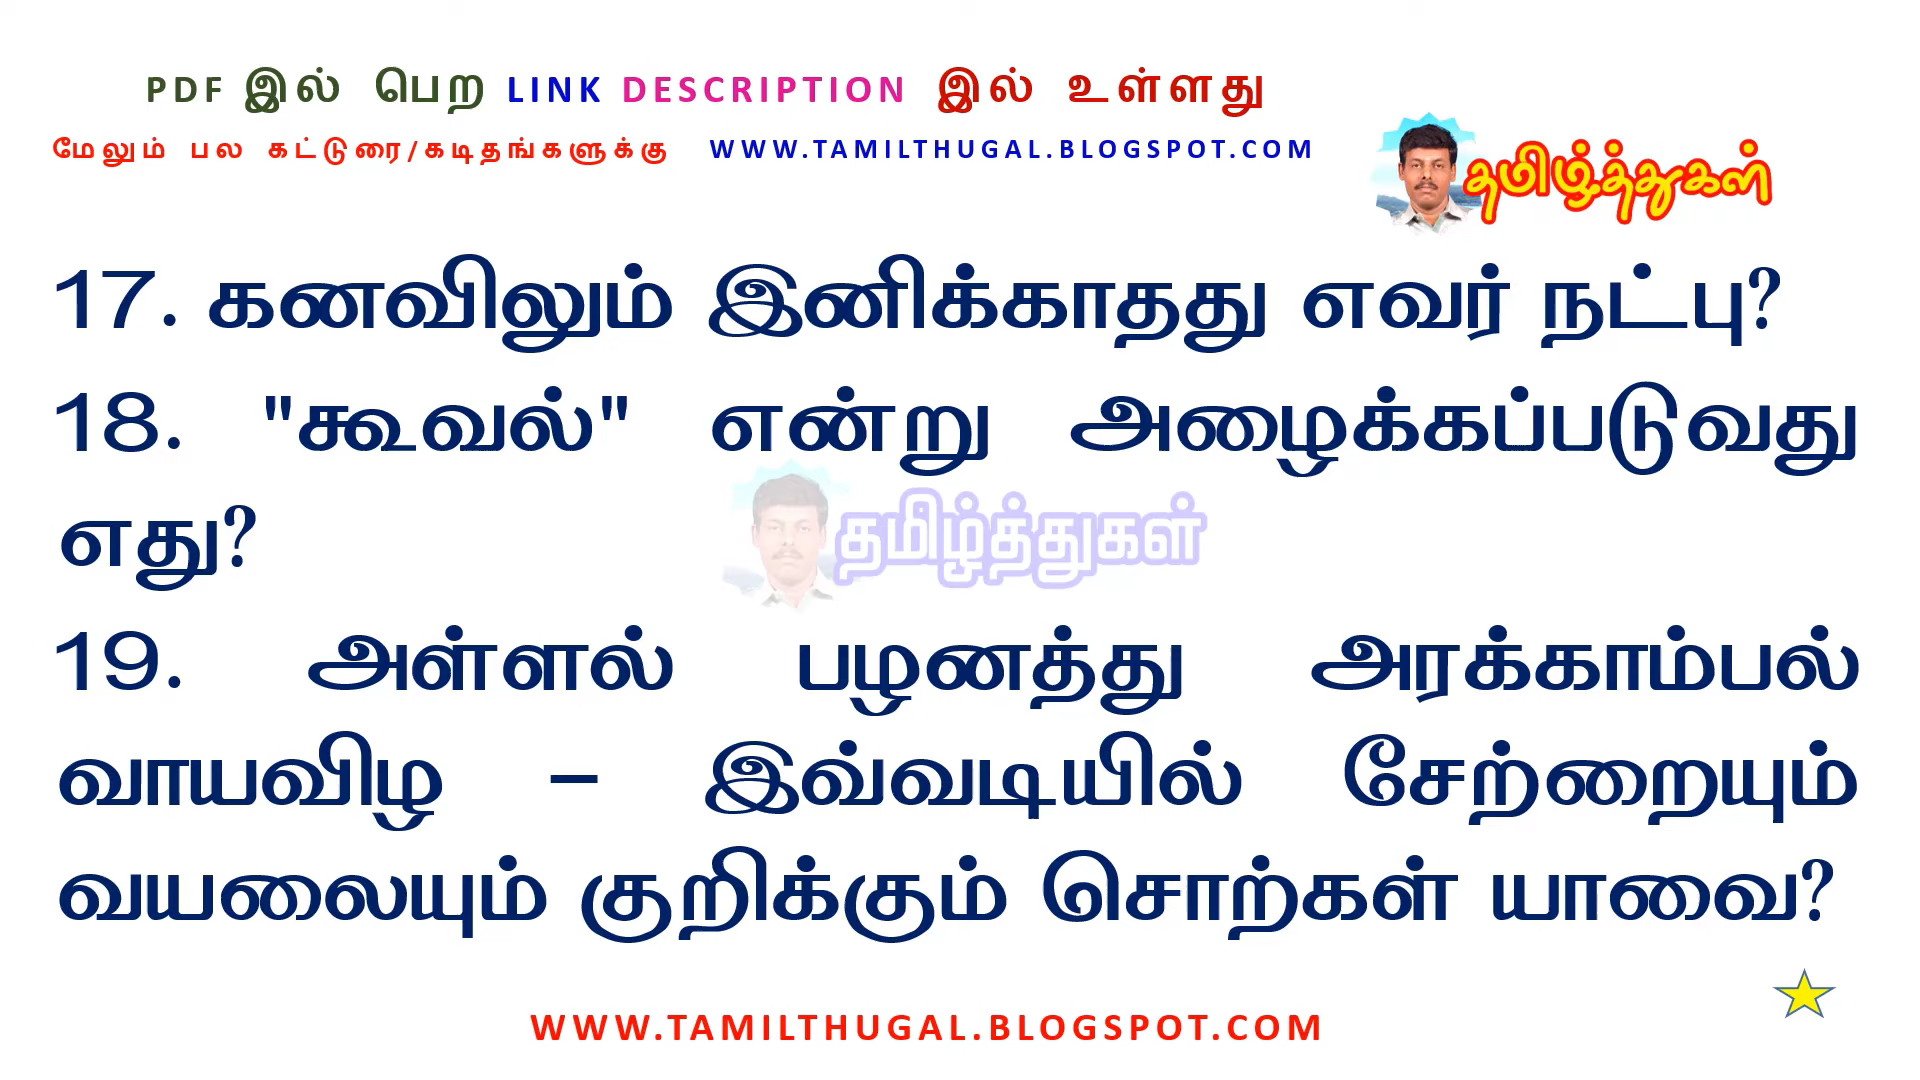 PDF இல் பெற LINK DESCRIPTION இல் உள்ளது
மேலும் பல கட்டுரை/கடிதங்களுக்கு WWW.TAMILTHUGAL.BLOGSPOT.COM
தமிழ்த்துகள்
17. கனவிலும் இனிக்காதது எவர் நட்பு?
18. "கூவல்" என்று அழைக்கப்படுவது
எது?
தமிழ்த்துகள்
19. அள்ளல் பழனத்து அரக்காம்பல்
வாயவிழ – இவ்வடியில் சேற்றையும்
வயலையும் குறிக்கும் சொற்கள் யாவை?
WWW.TAMILTHUGAL.BLOGSPOT.COM